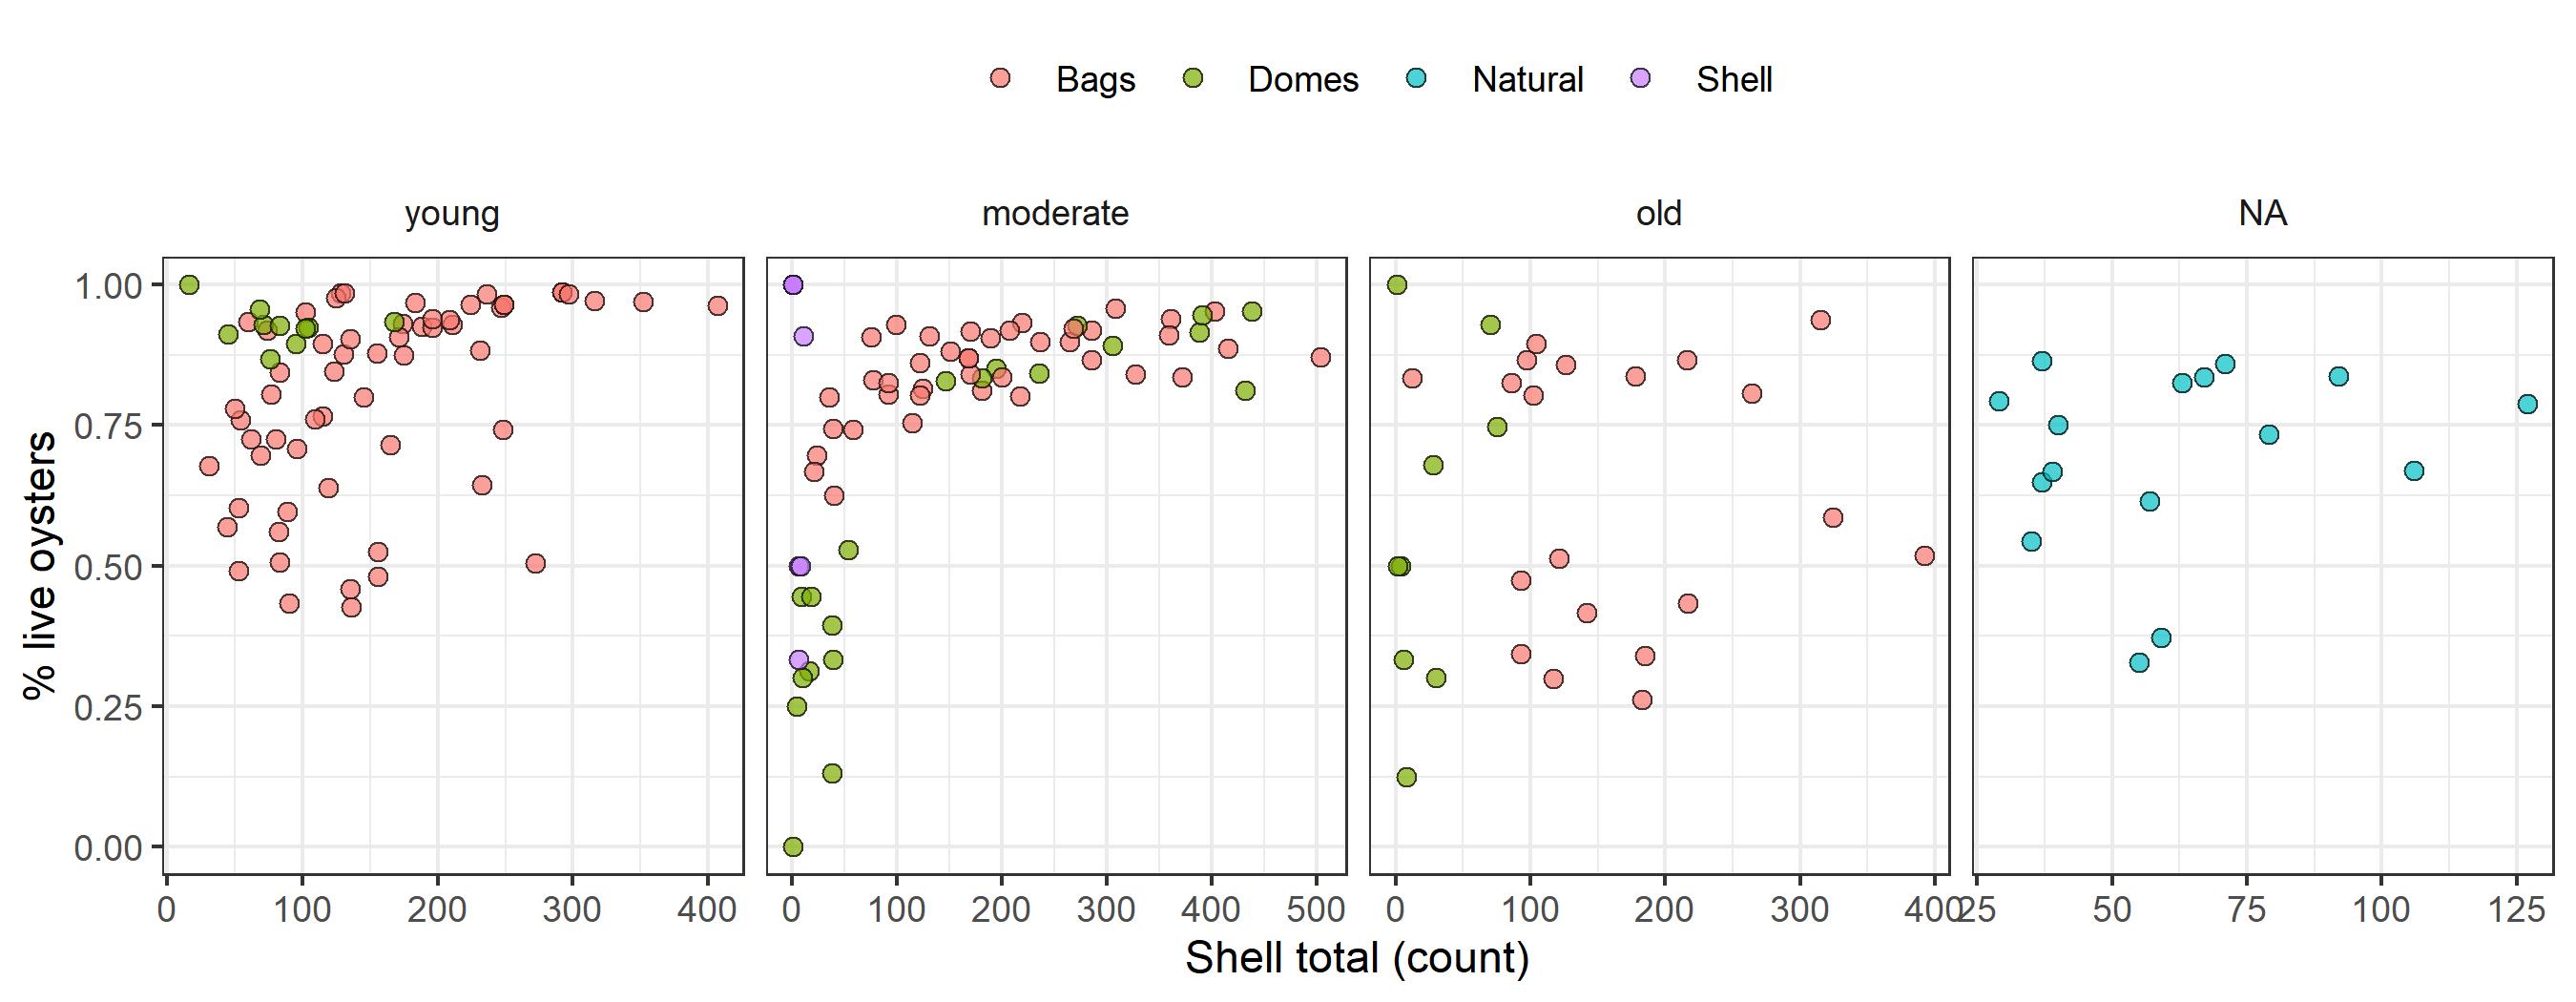 Bags Domes Natural Shell
young moderate old NA
1.00
0.75
0.50
0.25
0.00
% live oysters
0 100 200 300 400 0 100 200 300 400 500 0 100 200 300 400 25 50 75 100 125
Shell total (count)